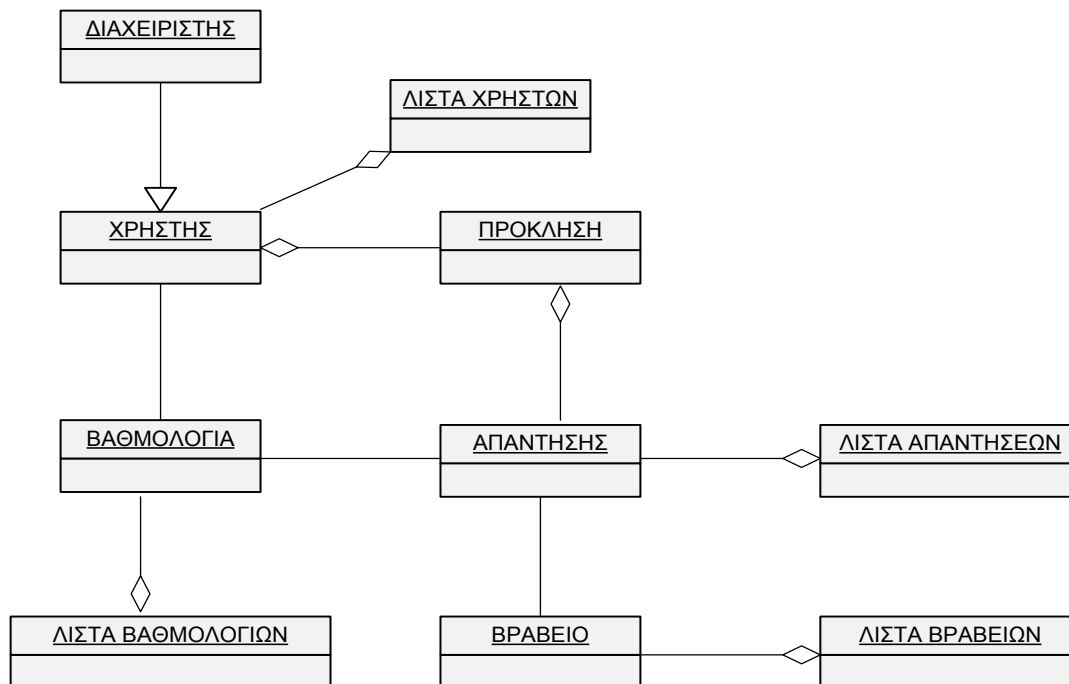 ΔΙΑΧΕΙΡΙΣΤΗΣ
ΛΙΣΤΑ ΧΡΗΣΤΩΝ
ΧΡΗΣΤΗΣ
ΠΡΟΚΛΗΣΗ
ΒΑΘΜΟΛΟΓΙΑ
ΑΠΑΝΤΗΣΗΣ
ΛΙΣΤΑ ΑΠΑΝΤΗΣΕΩΝ
ΛΙΣΤΑ ΒΑΘΜΟΛΟΓΙΩΝ
ΒΡΑΒΕΙΟ
ΛΙΣΤΑ ΒΡΑΒΕΙΩΝ